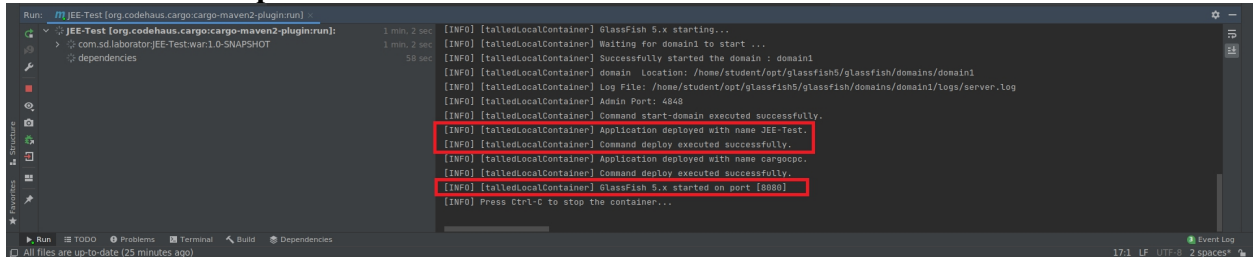 Run: JEE-Test [org.codehaus.cargo:cargo-maven2-plugin:run] ×
JEE-Test [org.codehaus.cargo:cargo-maven2-plugin:run]: 1 min, 2 sec
com.sd.laborator:JEE-Test:war:1.0-SNAPSHOT 1 min, 2 sec
dependencies 58 sec
[INFO] [talledLocalContainer] GlassFish 5.x starting...
[INFO] [talledLocalContainer] Waiting for domain1 to start ...
[INFO] [talledLocalContainer] Successfully started the domain : domain1
[INFO] [talledLocalContainer] domain  Location: /home/student/opt/glassfish5/glassfish/domains/domain1
[INFO] [talledLocalContainer] Log File: /home/student/opt/glassfish5/glassfish/domains/domain1/logs/server.log
[INFO] [talledLocalContainer] Admin Port: 4848
[INFO] [talledLocalContainer] Command start-domain executed successfully.
[INFO] [talledLocalContainer] Application deployed with name JEE-Test.
[INFO] [talledLocalContainer] Command deploy executed successfully.
[INFO] [talledLocalContainer] Application deployed with name cargocpc.
[INFO] [talledLocalContainer] Command deploy executed successfully.
[INFO] [talledLocalContainer] GlassFish 5.x started on port [8080]
[INFO] Press Ctrl-C to stop the container...
Structure
Favorites
Run TODO Problems Terminal Build Dependencies Event Log
All files are up-to-date (25 minutes ago) 17:1 LF UTF-8 2 spaces*